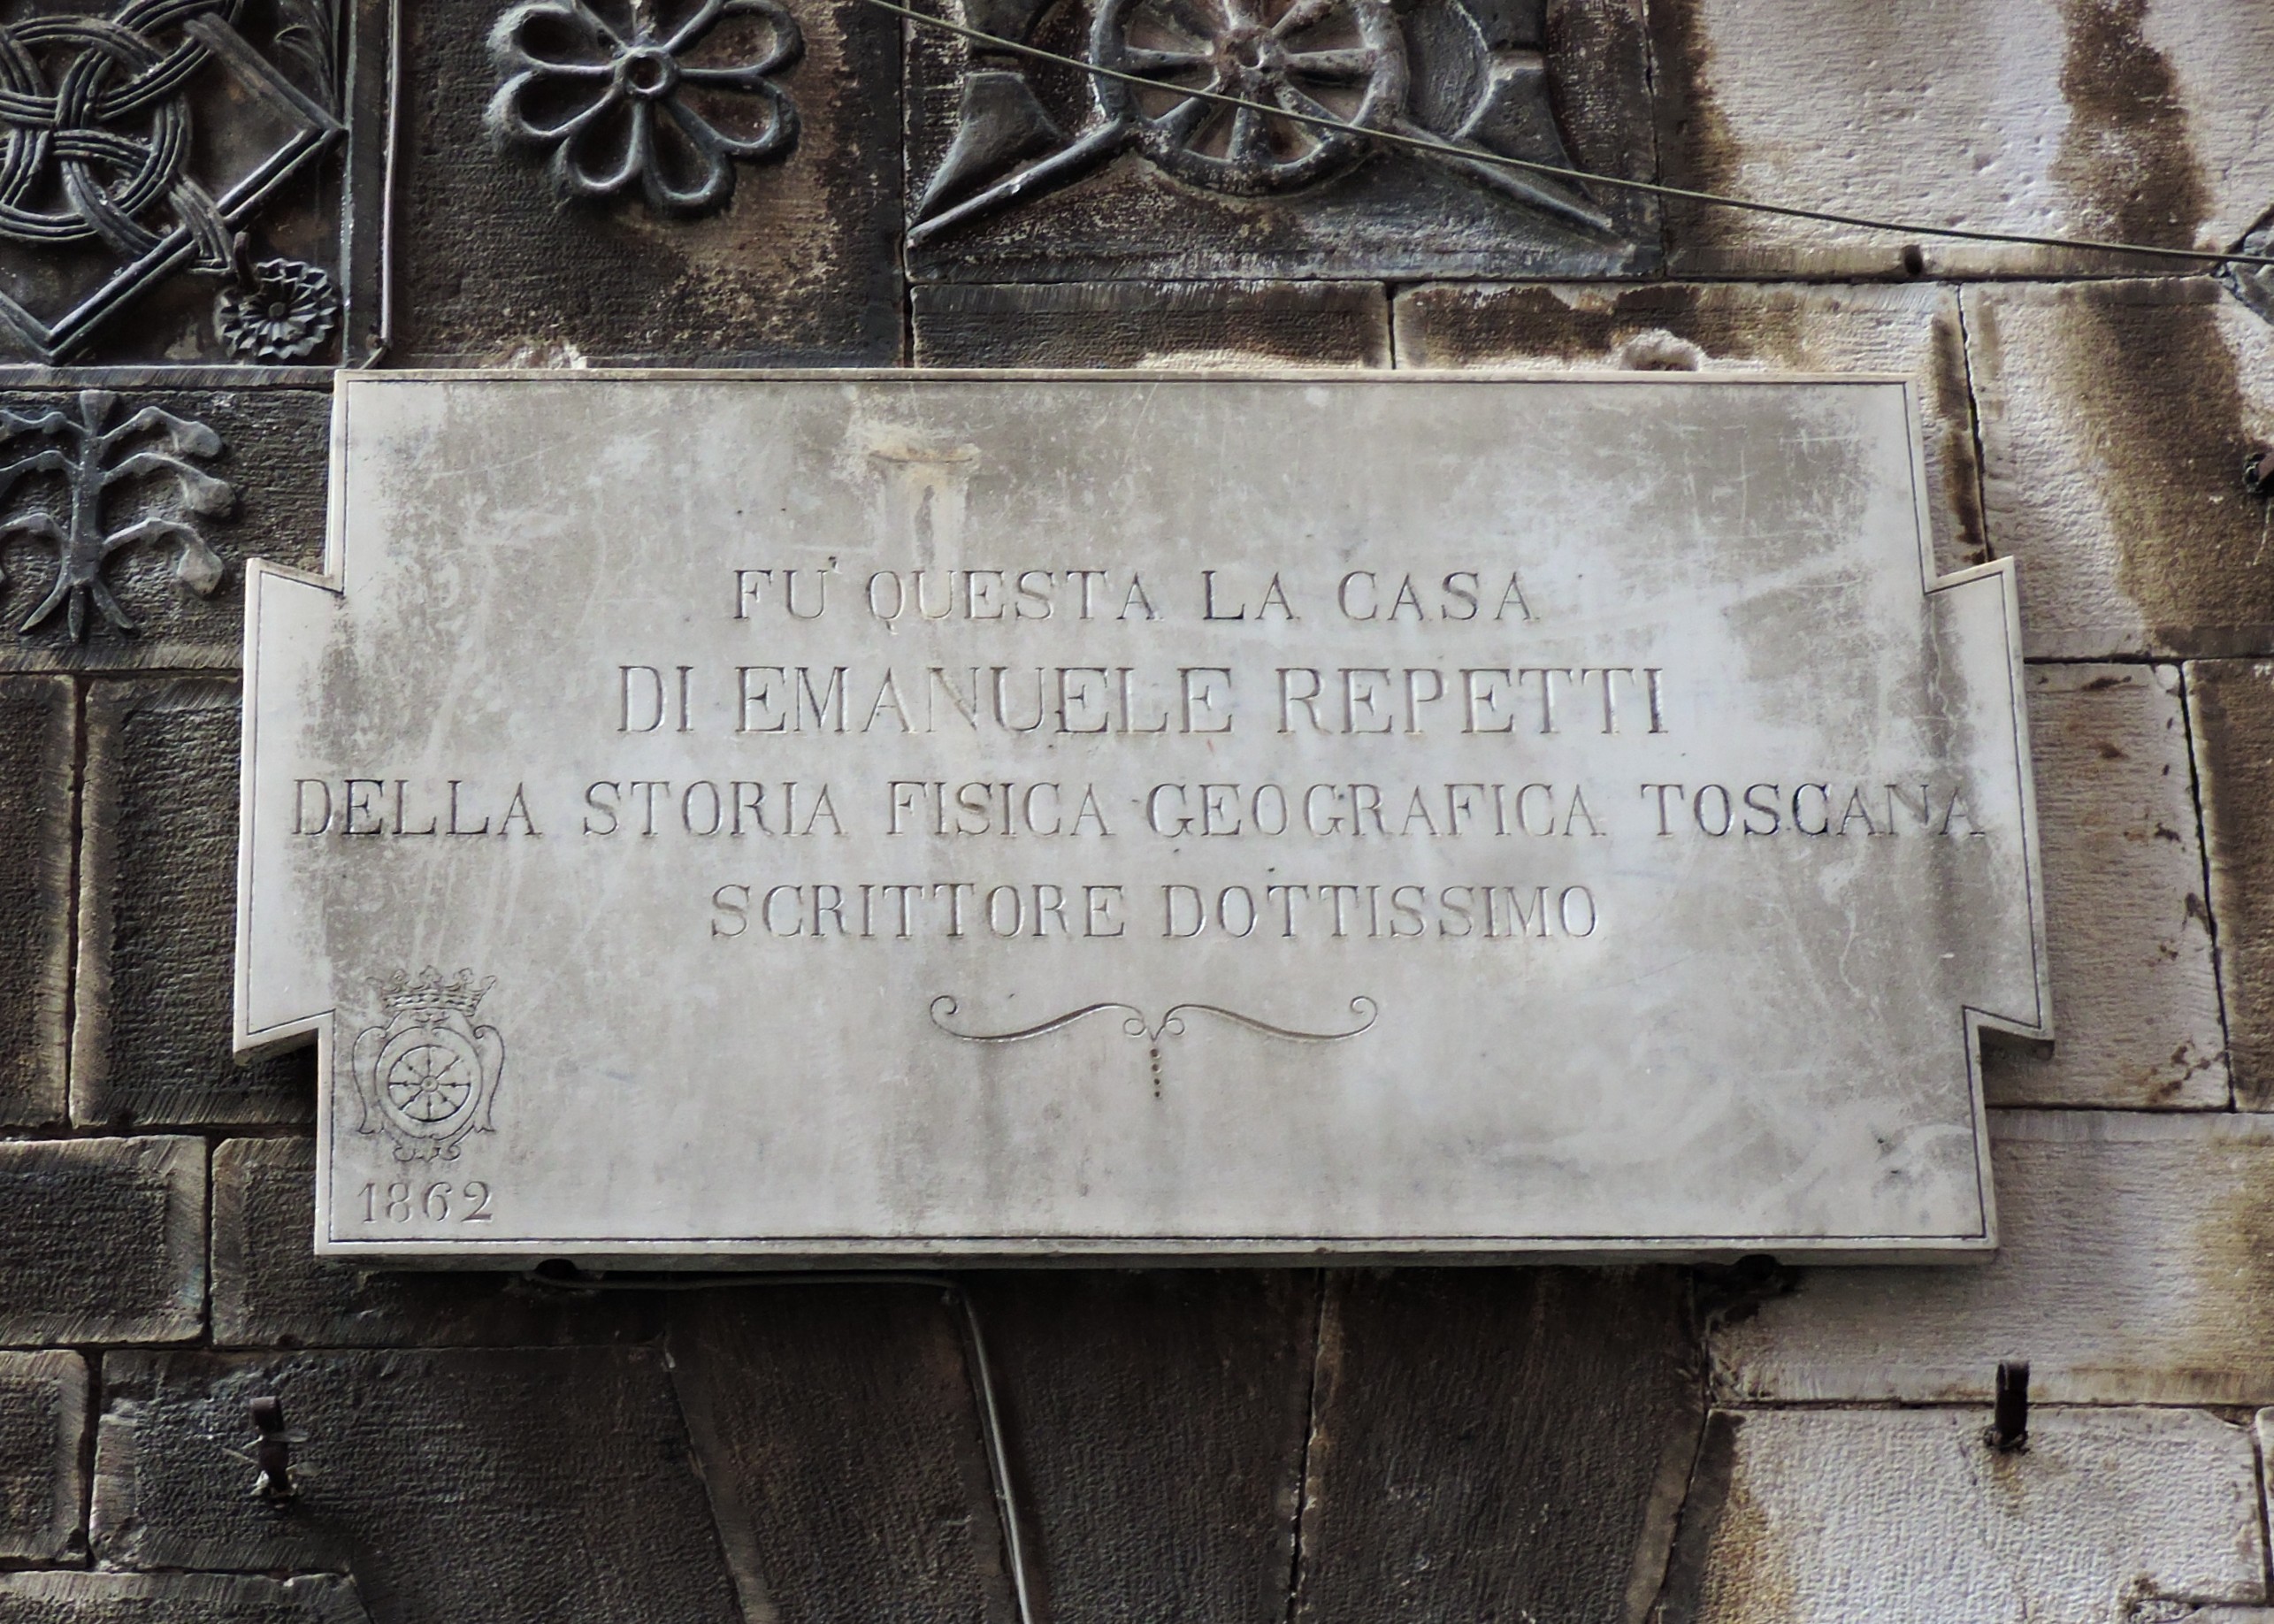 FU' QUESTA LA CASA
DI EMANUELE REPETTI
DELLA STORIA FISICA GEOGRAFICA TOSCANA
SCRITTORE DOTTISSIMO
1862